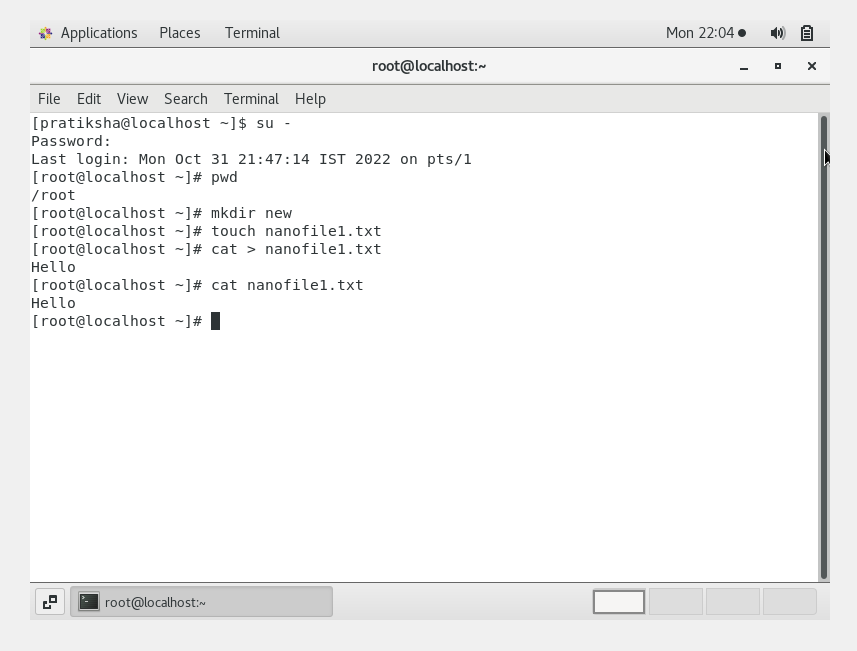 Applications Places Terminal Mon 22:04
root@localhost:~
File Edit View Search Terminal Help
[pratiksha@localhost ~]$ su -
Password:
Last login: Mon Oct 31 21:47:14 IST 2022 on pts/1
[root@localhost ~]# pwd
/root
[root@localhost ~]# mkdir new
[root@localhost ~]# touch nanofile1.txt
[root@localhost ~]# cat > nanofile1.txt
Hello
[root@localhost ~]# cat nanofile1.txt
Hello
[root@localhost ~]#
root@localhost:~